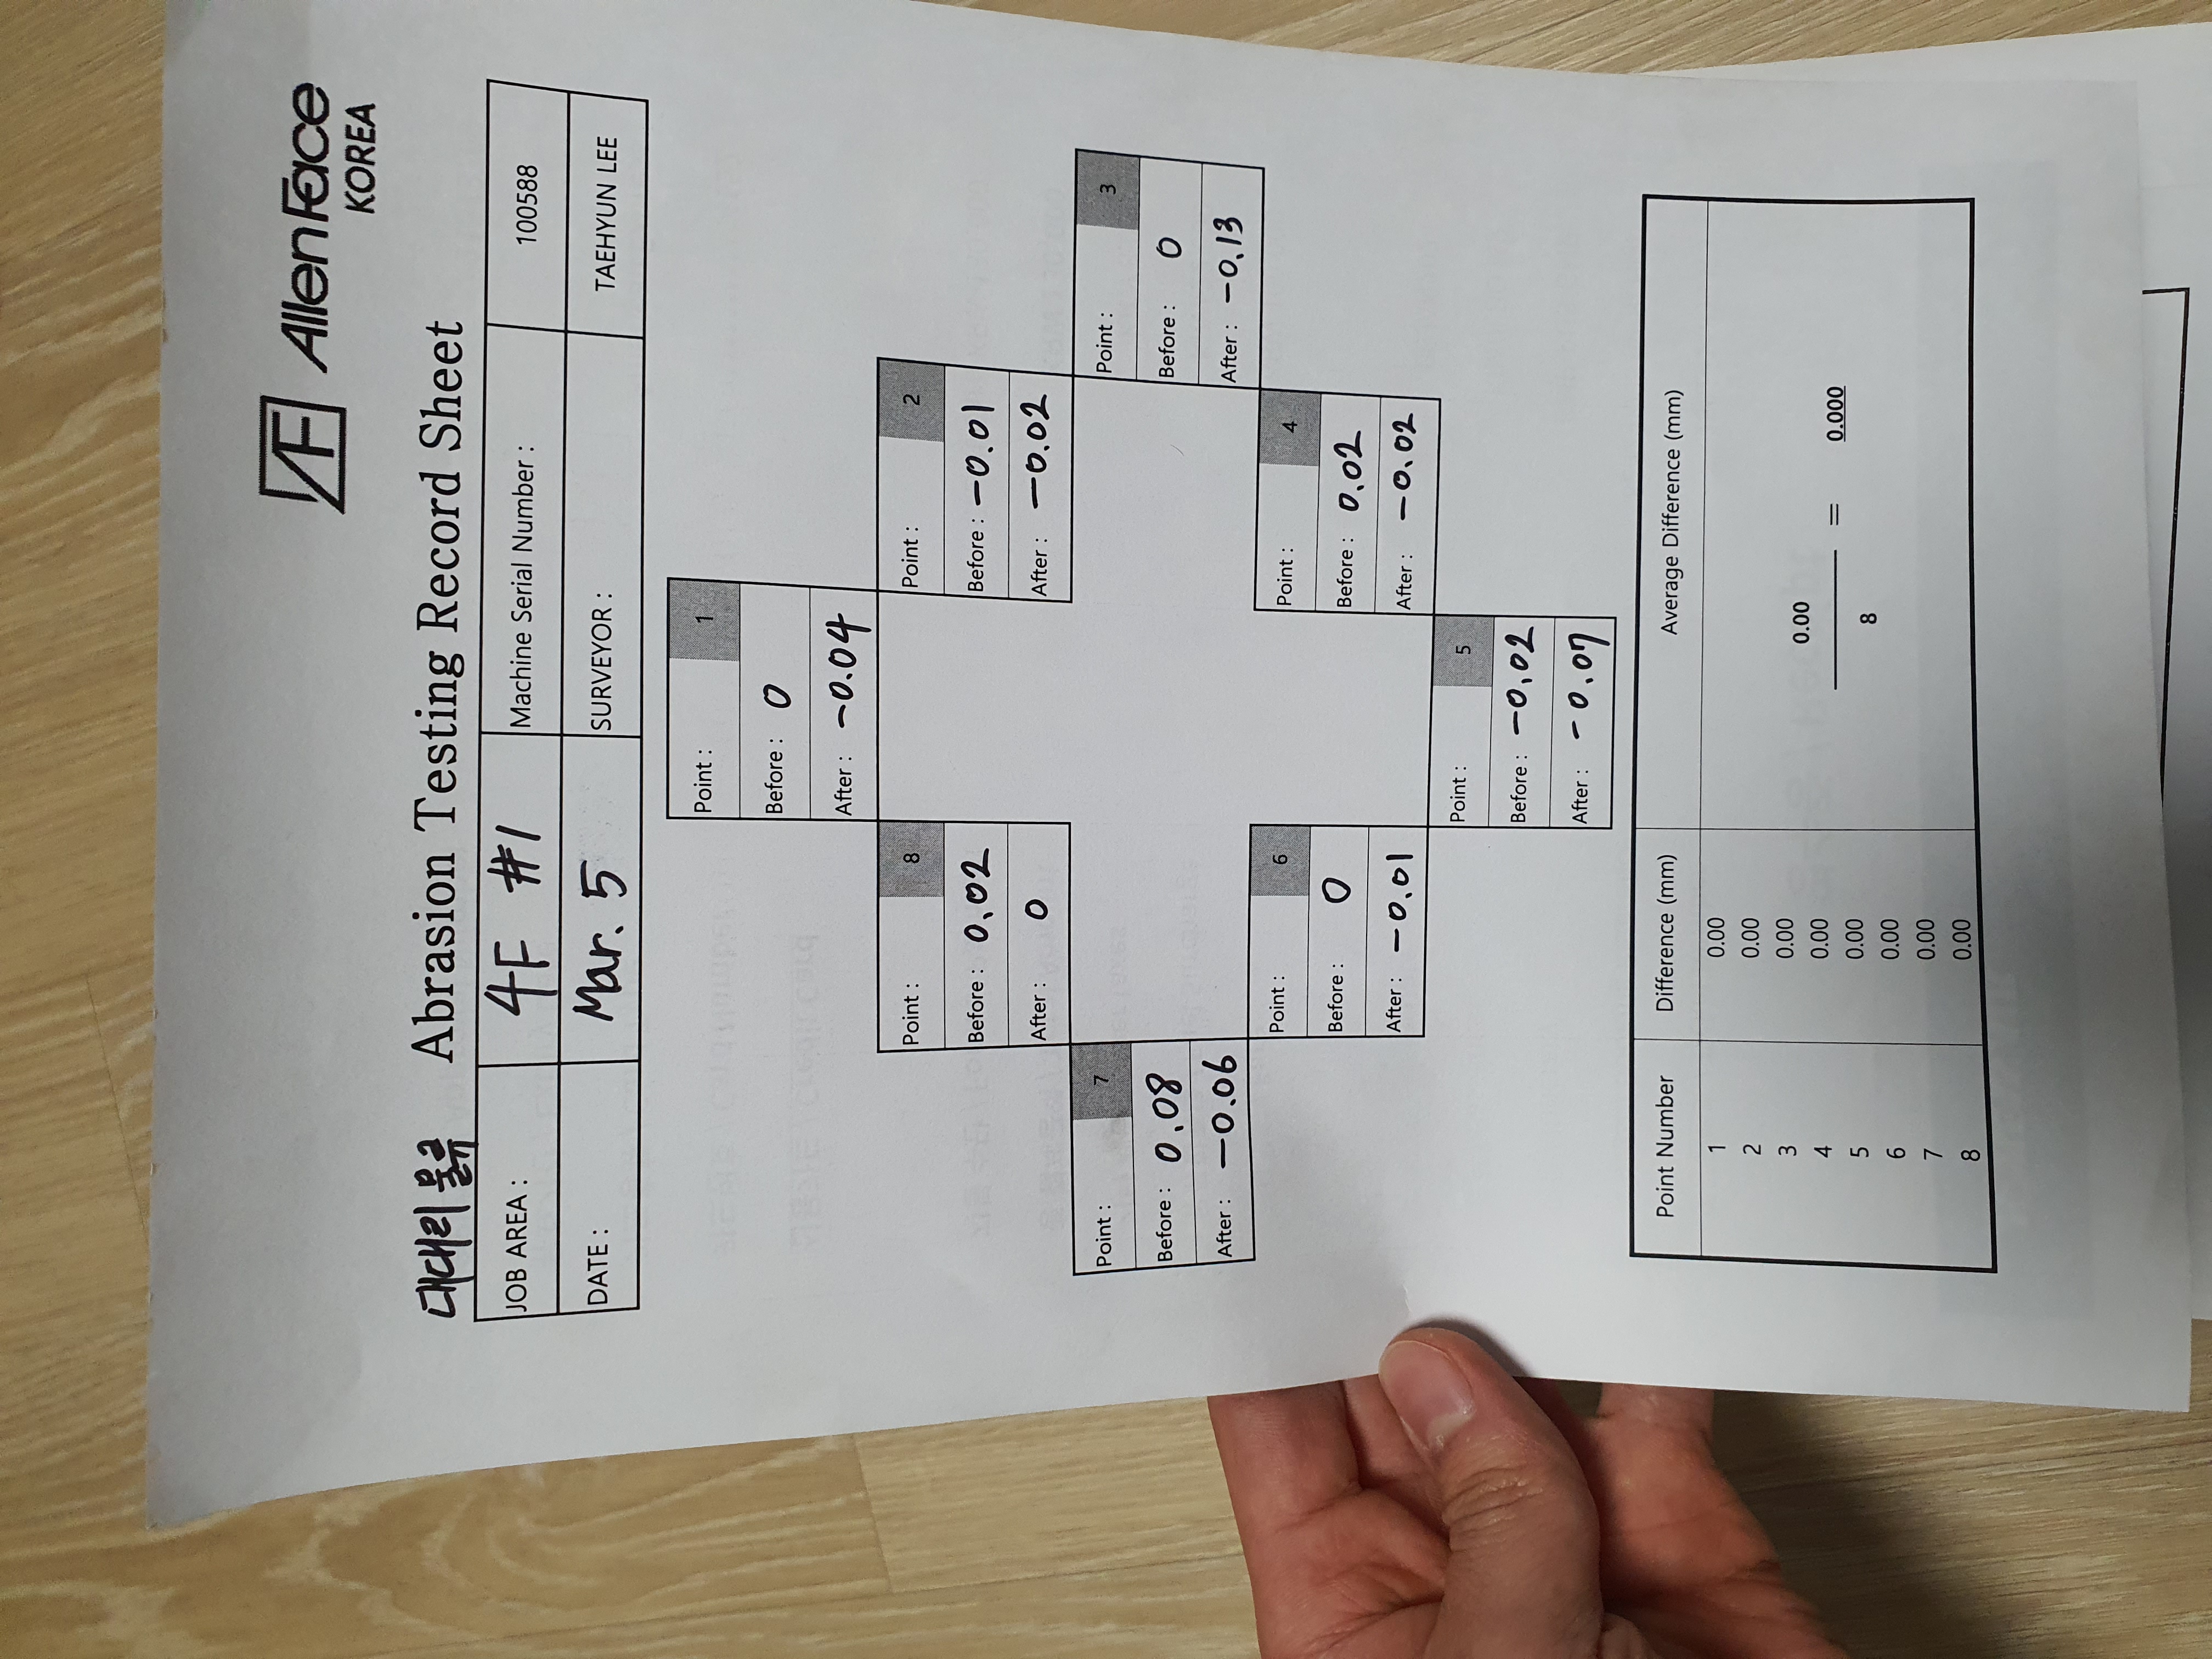 AF AllenFace
KOREA
대대리 물류 Abrasion Testing Record Sheet
JOB AREA : 4F #1 Machine Serial Number : 100588
DATE : Mar. 5 SURVEYOR : TAEHYUN LEE
Point : 1
Before : 0
After : -0.04
Point : 8
Before : 0.02
After : 0
Point : 2
Before : -0.01
After : -0.02
Point : 7
Before : 0.08
After : -0.06
Point : 3
Before : 0
After : -0.13
Point : 6
Before : 0
After : -0.01
Point : 4
Before : 0.02
After : -0.02
Point : 5
Before : -0.02
After : -0.07
Point Number Difference (mm) Average Difference (mm)
1 0.00
2 0.00
3 0.00
4 0.00
5 0.00
6 0.00
7 0.00
8 0.00
0.00
8
= 0.000